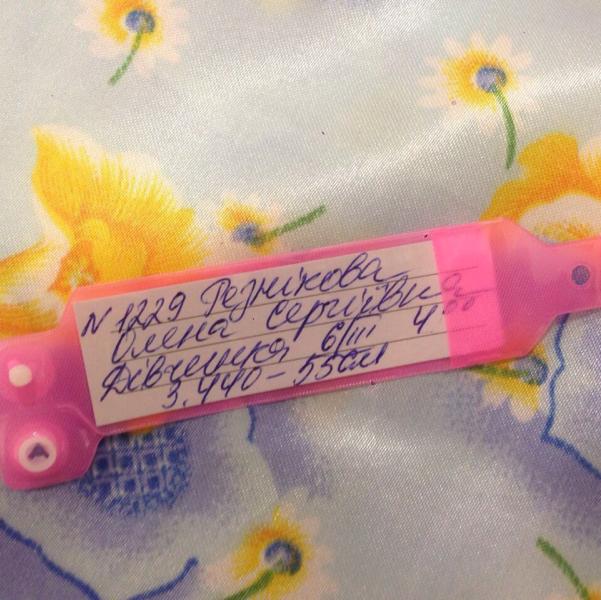 N 1229 Резнікова
Олена Сергіївна
Дівчинка 6/III 4⁰⁰
3.440 - 55см